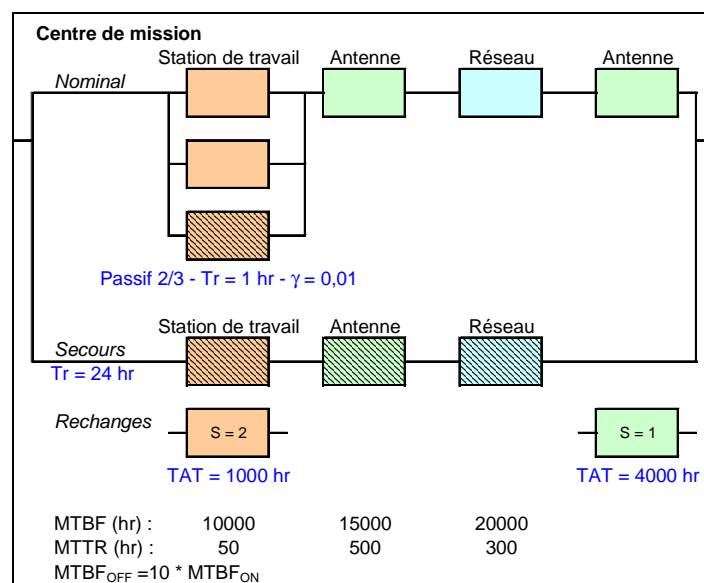 Centre de mission
Station de travail Antenne Réseau Antenne
Nominal
Passif 2/3 - Tr = 1 hr - γ = 0,01
Station de travail Antenne Réseau
Secours
Tr = 24 hr
Rechanges
S = 2 S = 1
TAT = 1000 hr TAT = 4000 hr
MTBF (hr) : 10000 15000 20000
MTTR (hr) : 50 500 300
MTBFOFF =10 * MTBFON